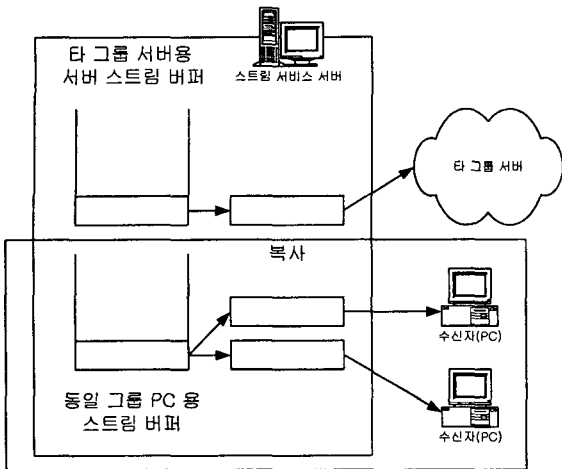 타 그룹 서버용
서버 스트림 버퍼
스트림 서비스 서버
타 그룹 서버
복사
수신자(PC)
동일 그룹 PC 용
스트림 버퍼
수신자(PC)